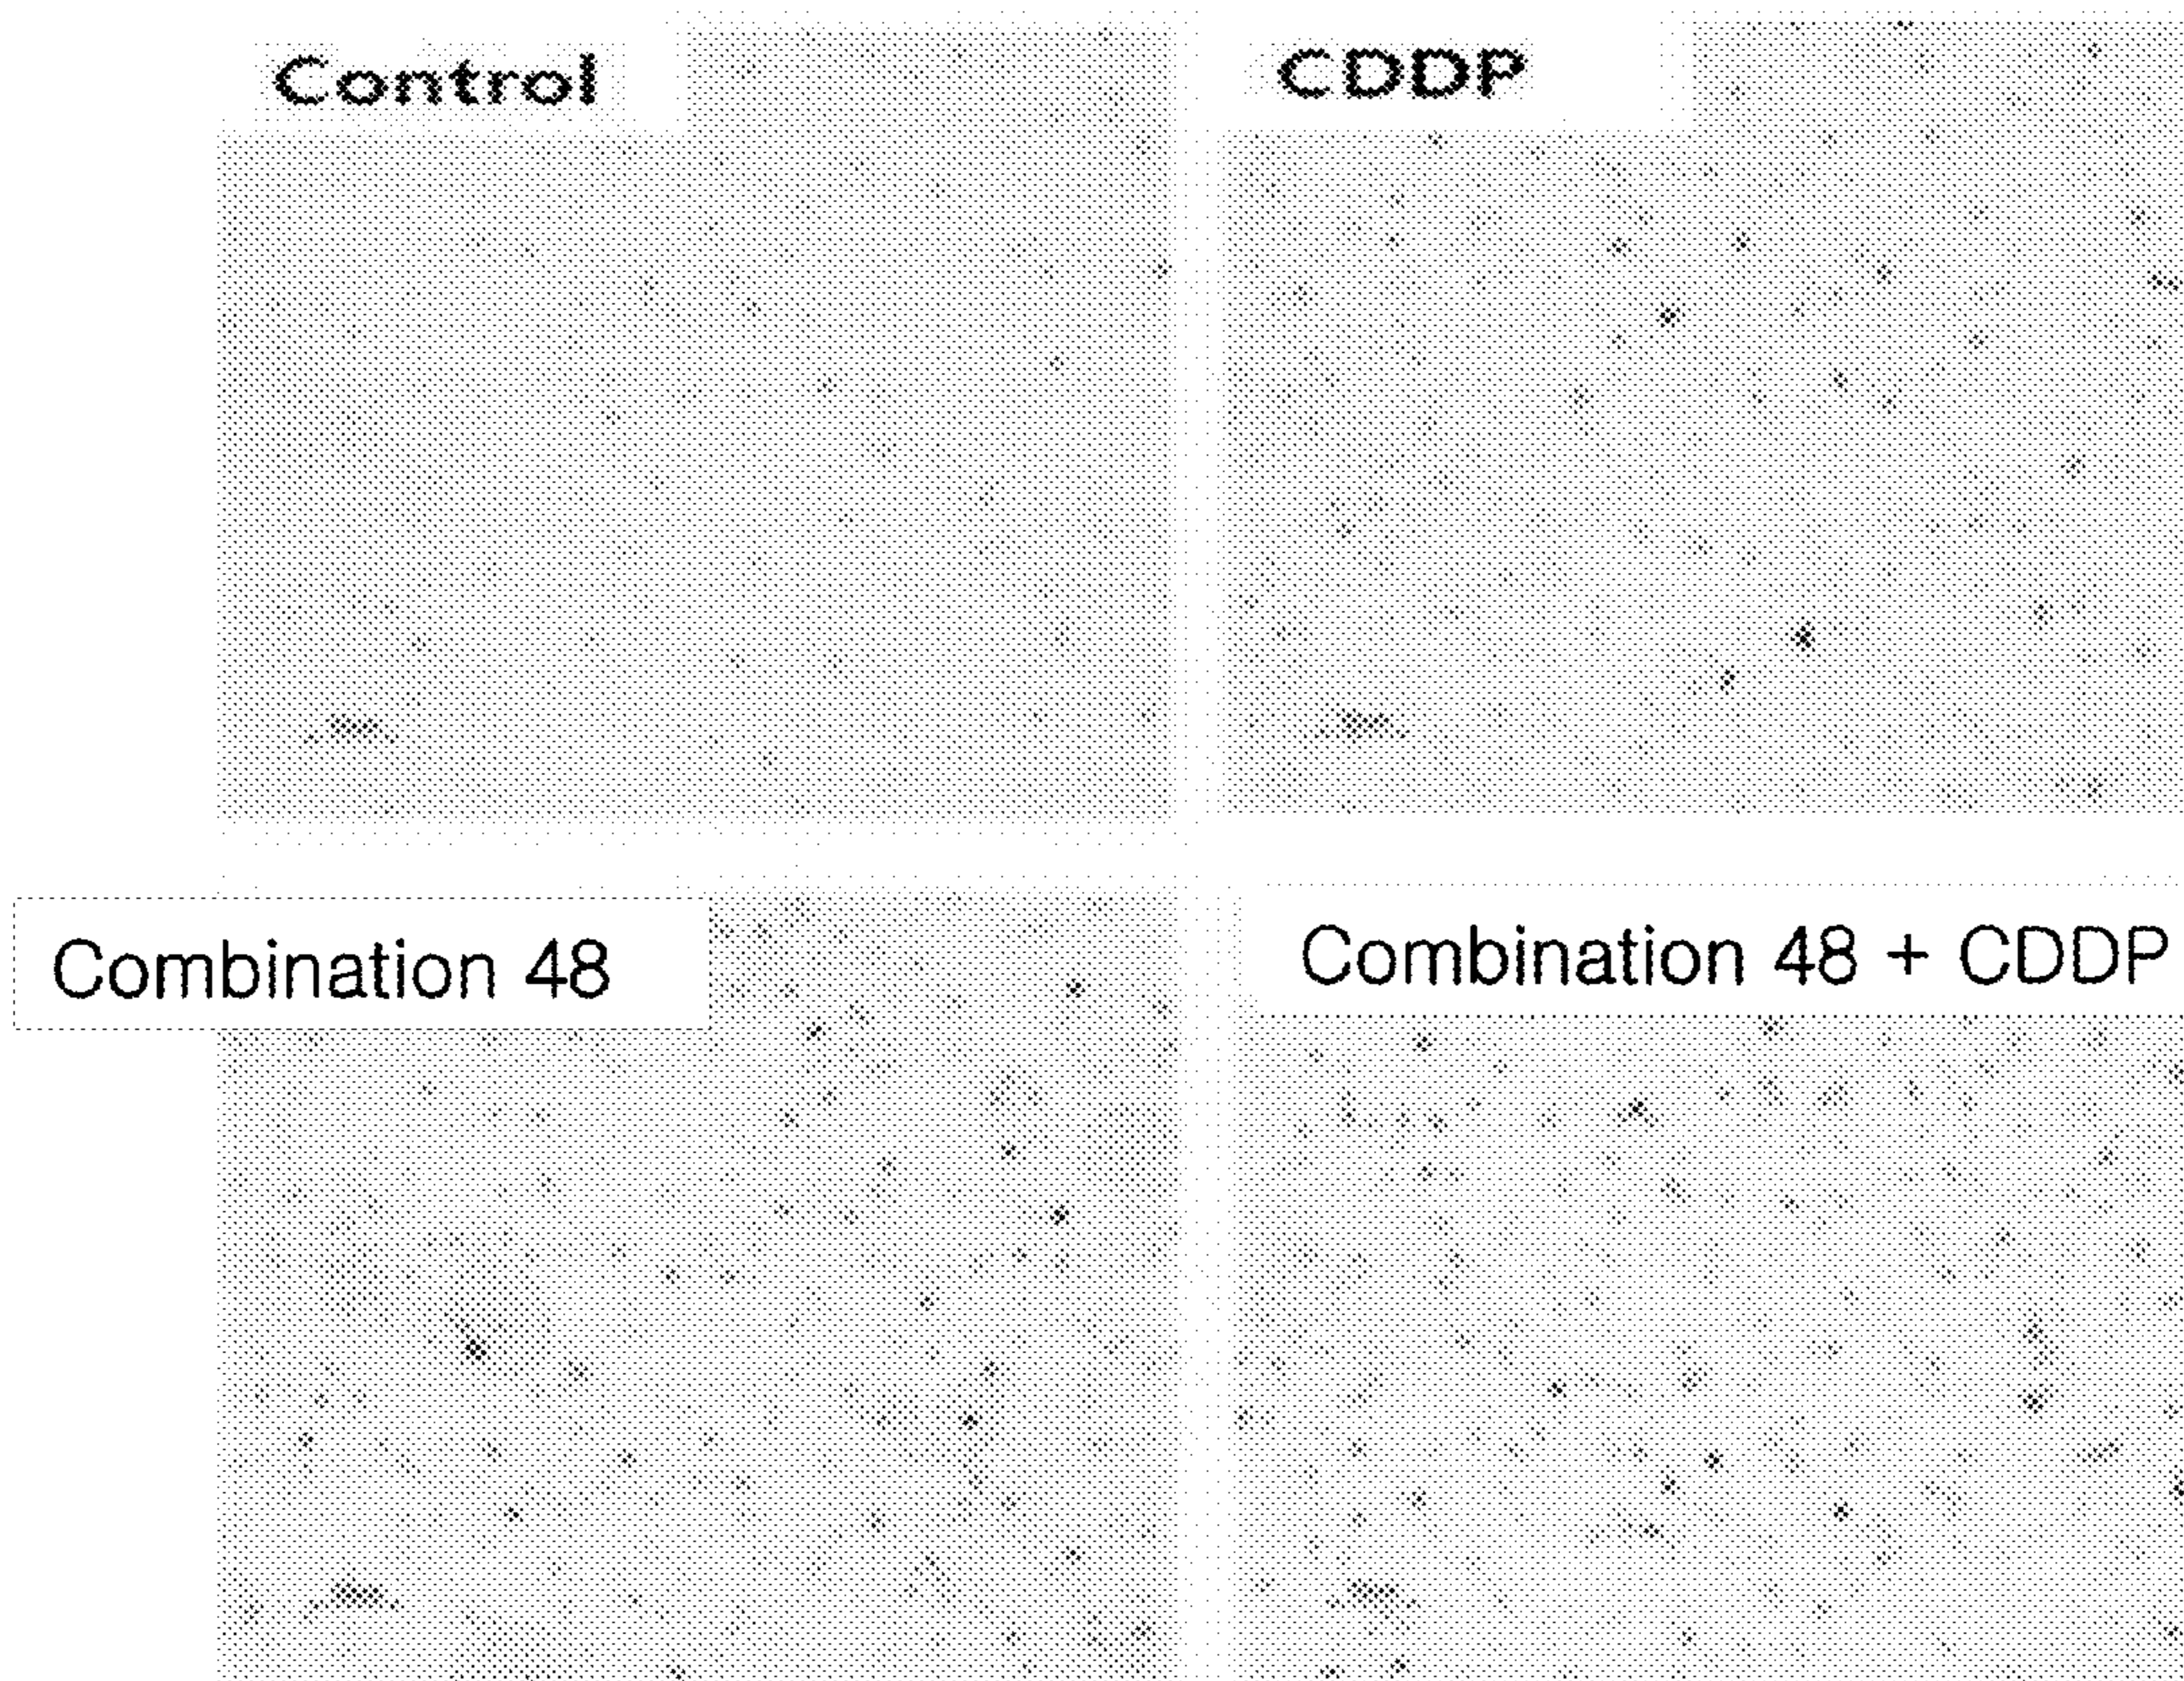 Control
CDDP
Combination 48
Combination 48 + CDDP